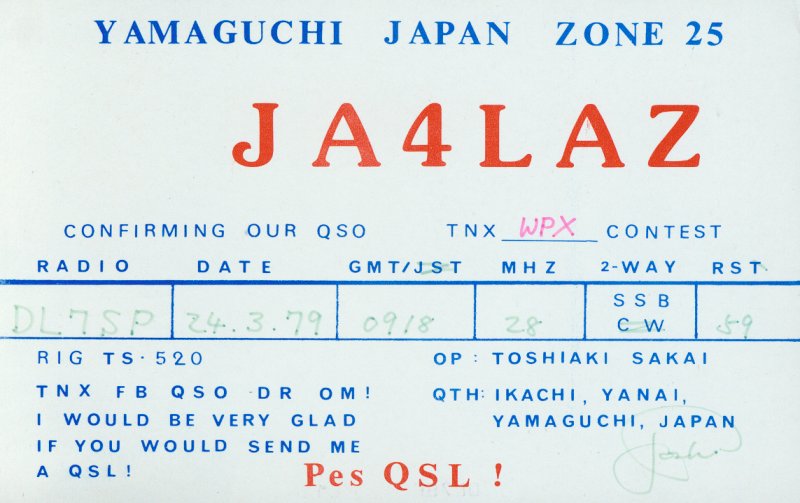 YAMAGUCHI JAPAN ZONE 25
JA4LAZ
CONFIRMING OUR QSO TNX WPX CONTEST
RADIO DATE GMT/JST MHZ 2-WAY RST
DL7SP 24.3.79 0918 28 SSB CW 59
RIG TS-520
TNX FB QSO DR OM!
I WOULD BE VERY GLAD
IF YOU WOULD SEND ME
A QSL!
OP: TOSHIAKI SAKAI
QTH: IKACHI, YANAI,
YAMAGUCHI, JAPAN
Pes QSL !